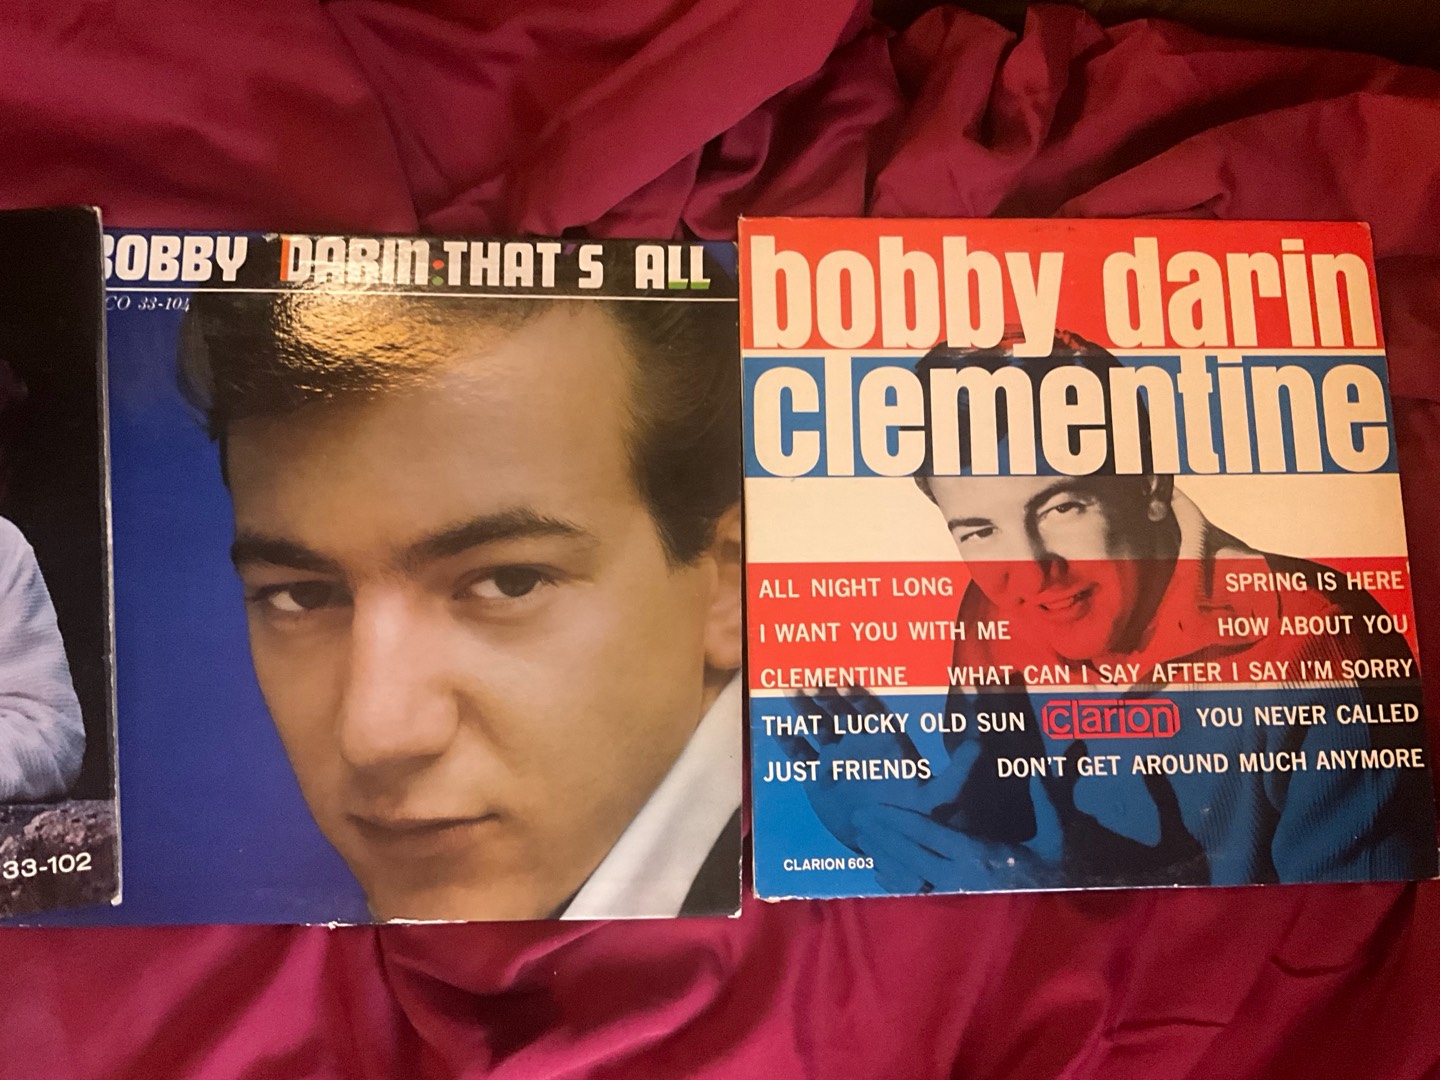 33-102
BOBBY DARIN: THAT'S ALL
CO 33-104
bobby darin
clementine
ALL NIGHT LONG SPRING IS HERE
I WANT YOU WITH ME HOW ABOUT YOU
CLEMENTINE WHAT CAN I SAY AFTER I SAY I'M SORRY
THAT LUCKY OLD SUN clarion YOU NEVER CALLED
JUST FRIENDS DON'T GET AROUND MUCH ANYMORE
CLARION 603